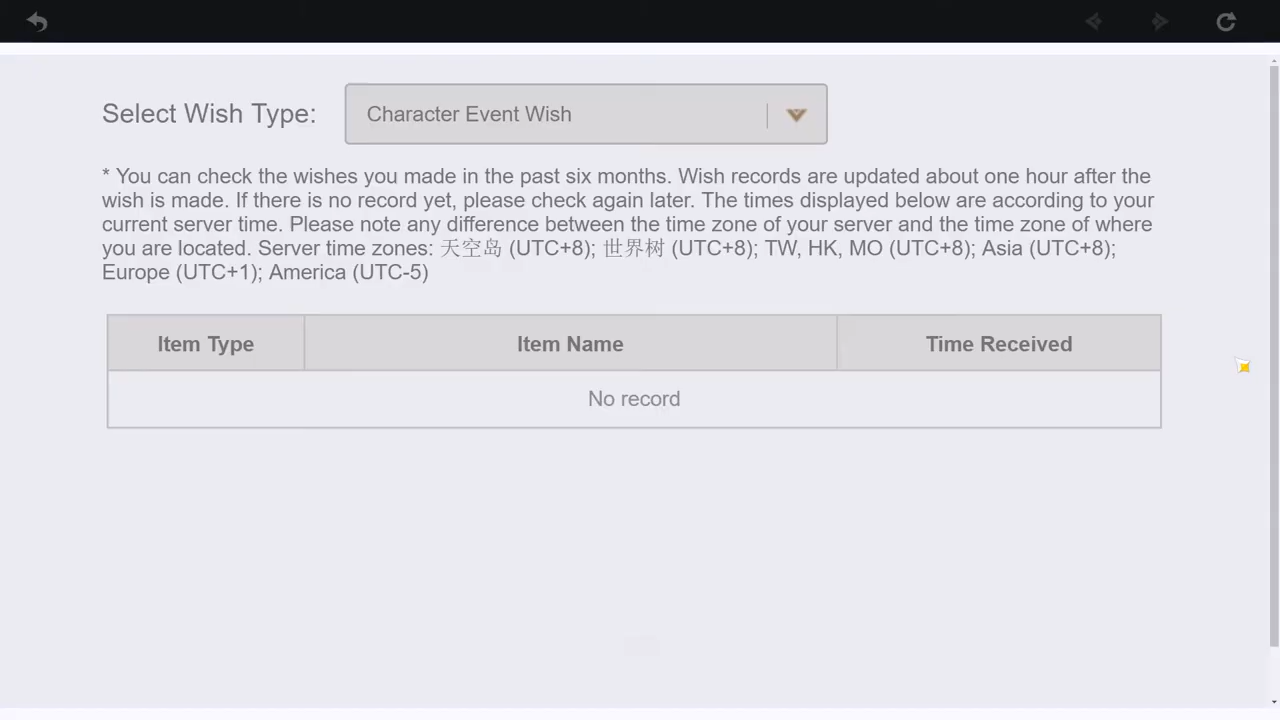 Select Wish Type:
Character Event Wish
* You can check the wishes you made in the past six months. Wish records are updated about one hour after the
wish is made. If there is no record yet, please check again later. The times displayed below are according to your
current server time. Please note any difference between the time zone of your server and the time zone of where
you are located. Server time zones: 天空岛 (UTC+8); 世界树 (UTC+8); TW, HK, MO (UTC+8); Asia (UTC+8);
Europe (UTC+1); America (UTC-5)
Item Type Item Name Time Received
No record